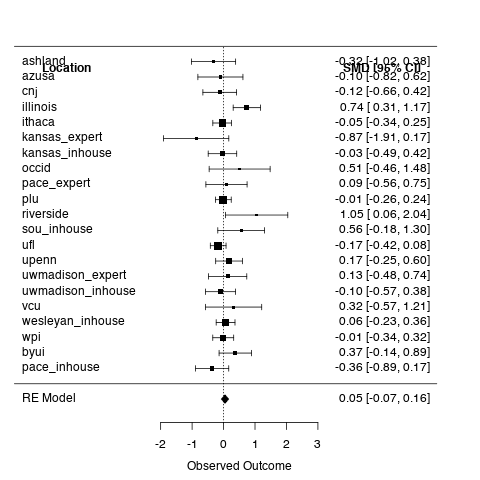 ashland -0.32 [-1.02, 0.38]
Location SMD [95% CI]
azusa -0.10 [-0.82, 0.62]
cnj -0.12 [-0.66, 0.42]
illinois 0.74 [ 0.31, 1.17]
ithaca -0.05 [-0.34, 0.25]
kansas_expert -0.87 [-1.91, 0.17]
kansas_inhouse -0.03 [-0.49, 0.42]
occid 0.51 [-0.46, 1.48]
pace_expert 0.09 [-0.56, 0.75]
plu -0.01 [-0.26, 0.24]
riverside 1.05 [ 0.06, 2.04]
sou_inhouse 0.56 [-0.18, 1.30]
ufl -0.17 [-0.42, 0.08]
upenn 0.17 [-0.25, 0.60]
uwmadison_expert 0.13 [-0.48, 0.74]
uwmadison_inhouse -0.10 [-0.57, 0.38]
vcu 0.32 [-0.57, 1.21]
wesleyan_inhouse 0.06 [-0.23, 0.36]
wpi -0.01 [-0.34, 0.32]
byui 0.37 [-0.14, 0.89]
pace_inhouse -0.36 [-0.89, 0.17]
RE Model 0.05 [-0.07, 0.16]
-2 -1 0 1 2 3
Observed Outcome